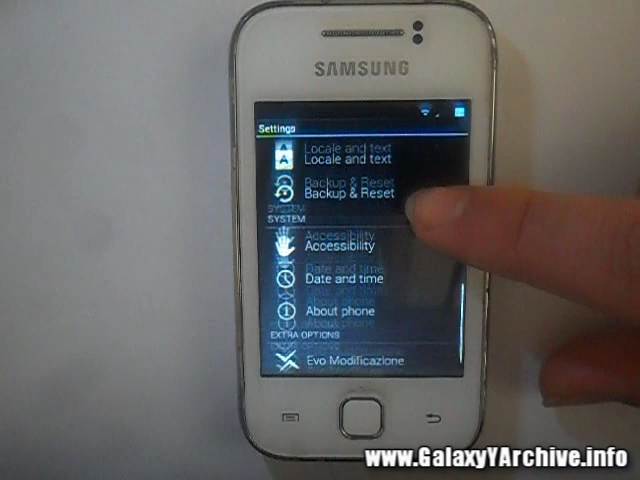 SAMSUNG
Settings
Locale and text
Locale and text
Backup & Reset
Backup & Reset
SYSTEM
SYSTEM
Accessibility
Accessibility
Date and time
Date and time
About phone
About phone
EXTRA OPTIONS
Evo Modificazione
www.GalaxyYArchive.info